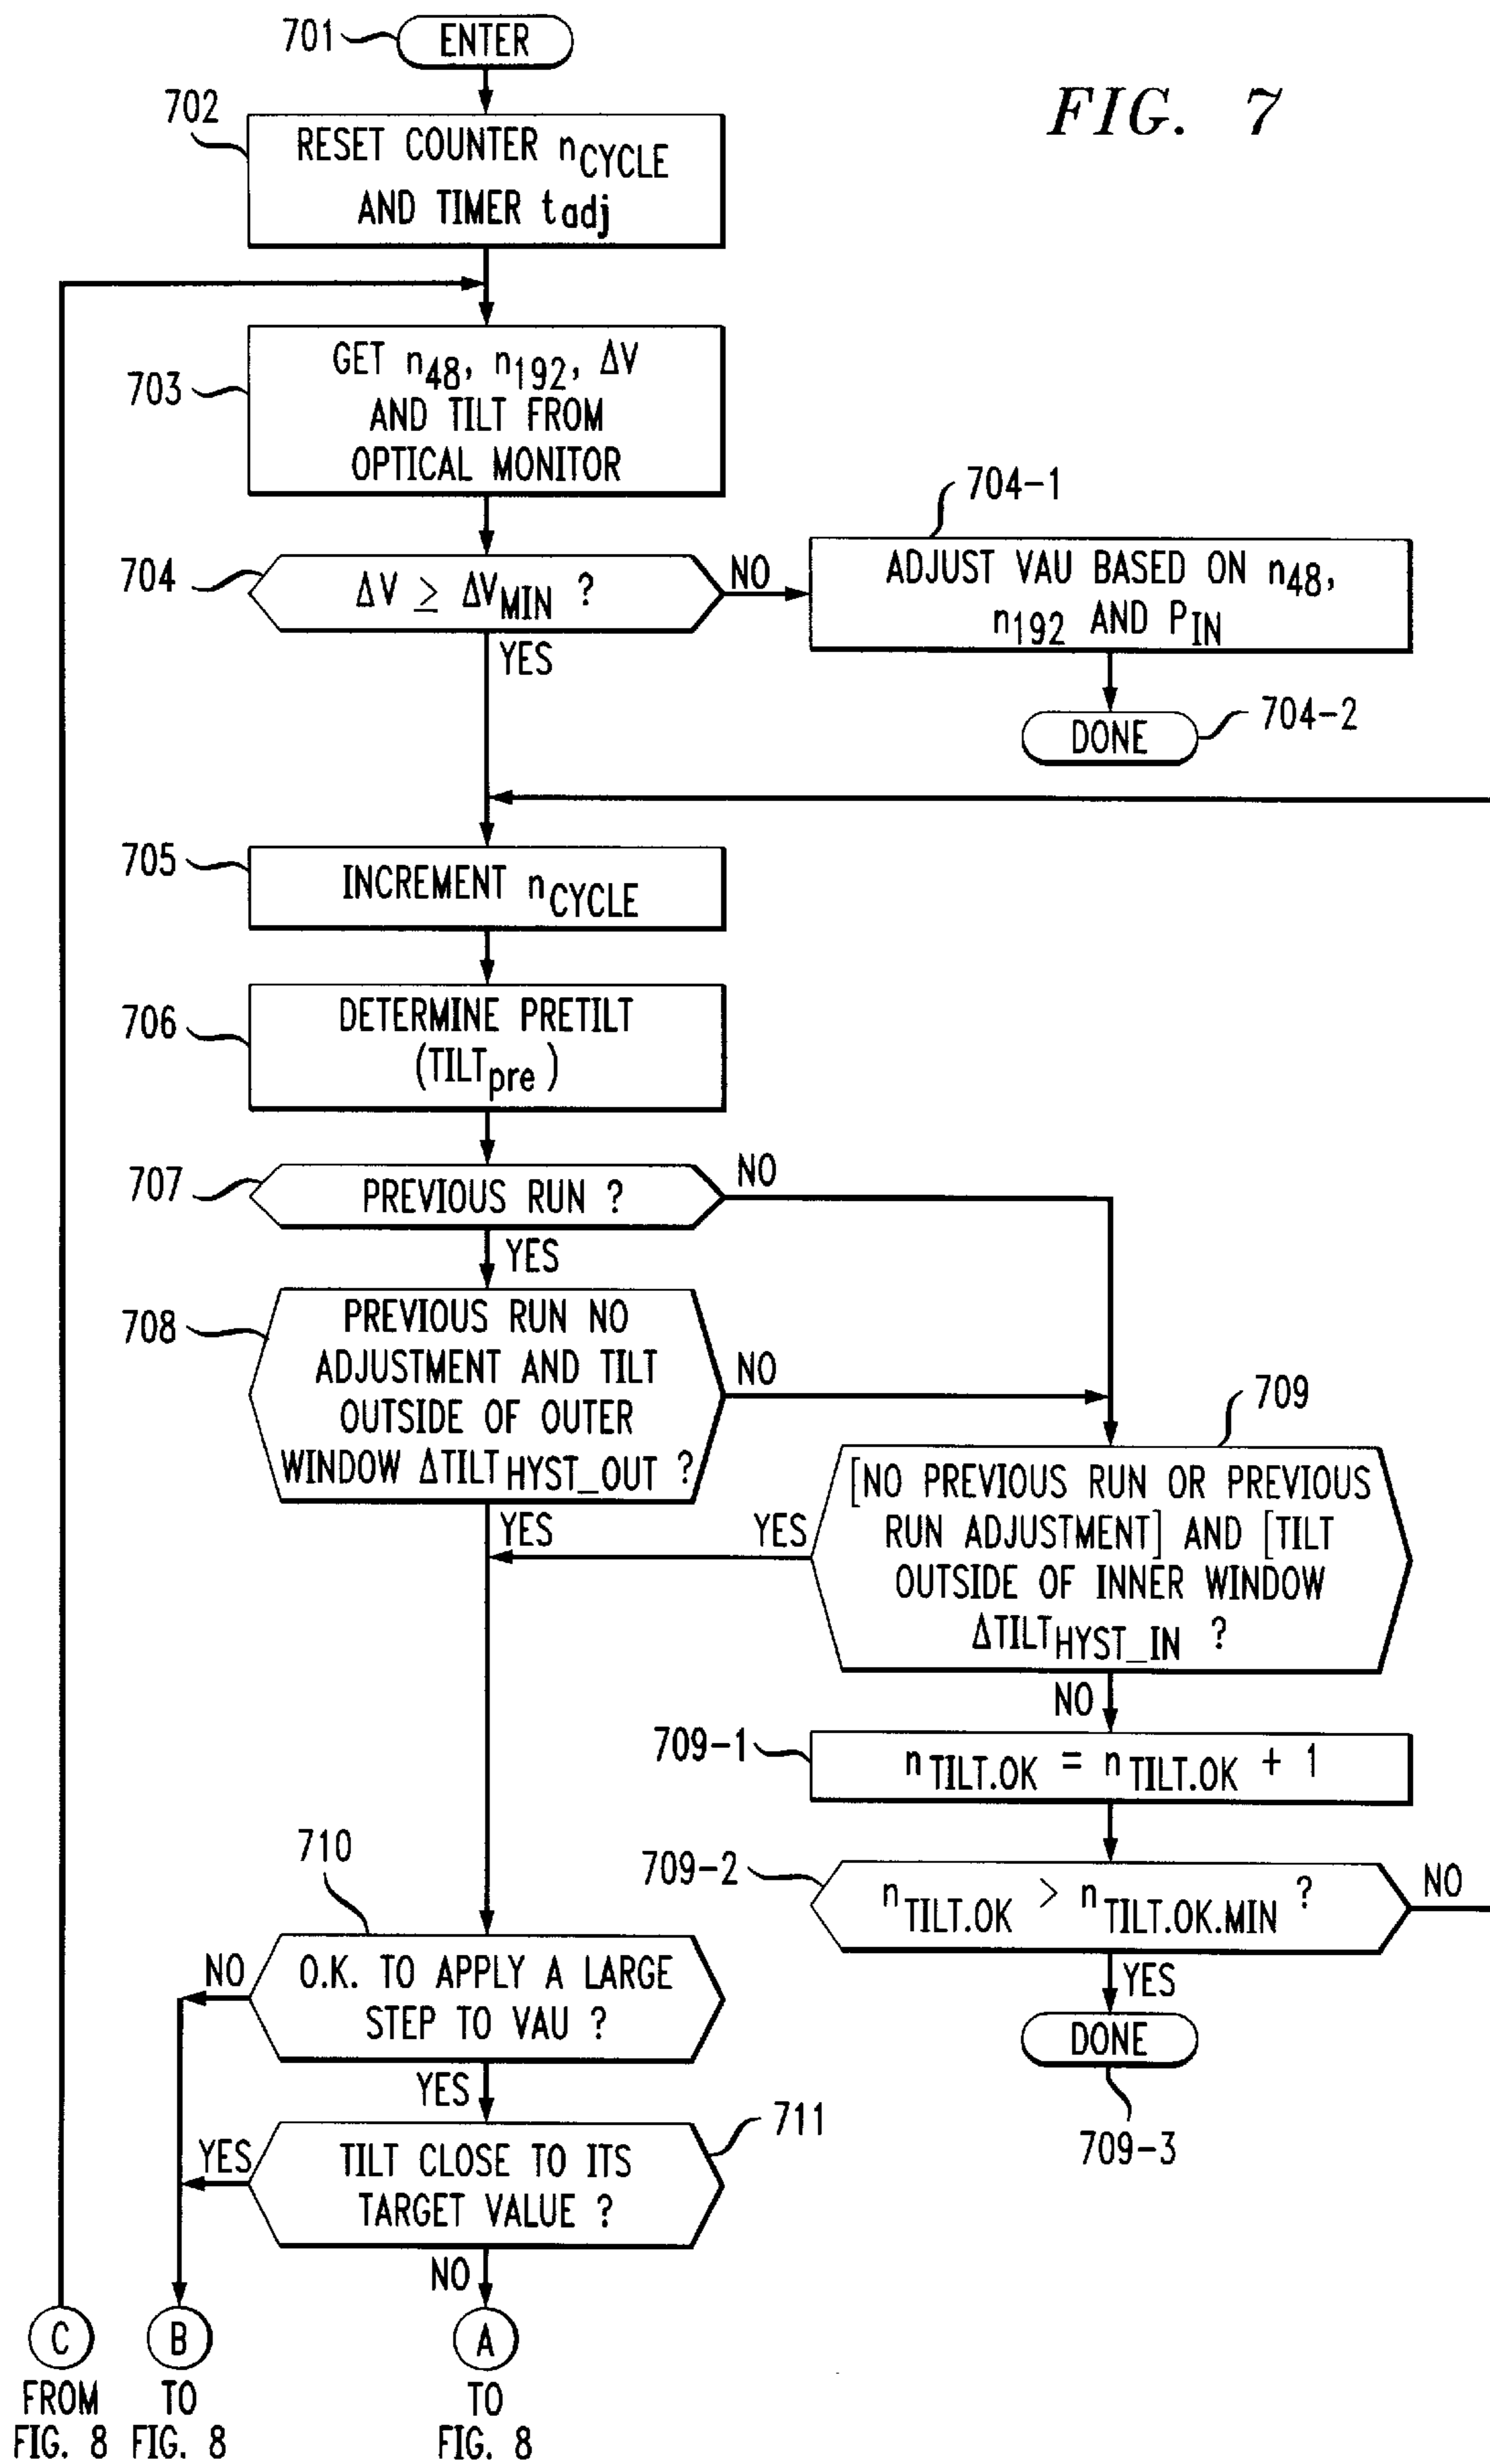 FIG. 7
701
ENTER
702
RESET COUNTER nCYCLE
AND TIMER tadj
703
GET n48, n192, ΔV
AND TILT FROM
OPTICAL MONITOR
704
ΔV ≥ ΔVMIN ?
NO
YES
704-1
ADJUST VAU BASED ON n48,
n192 AND PIN
DONE
704-2
705
INCREMENT nCYCLE
706
DETERMINE PRETILT
(TILTpre)
707
PREVIOUS RUN ?
NO
YES
708
PREVIOUS RUN NO
ADJUSTMENT AND TILT
OUTSIDE OF OUTER
WINDOW ΔTILTHYST_OUT ?
NO
YES
709
[NO PREVIOUS RUN OR PREVIOUS
RUN ADJUSTMENT] AND [TILT
OUTSIDE OF INNER WINDOW
ΔTILTHYST_IN ?
YES
NO
709-1
nTILT.OK = nTILT.OK + 1
709-2
nTILT.OK > nTILT.OK.MIN ?
NO
YES
DONE
709-3
710
O.K. TO APPLY A LARGE
STEP TO VAU ?
NO
YES
711
TILT CLOSE TO ITS
TARGET VALUE ?
YES
NO
C
FROM
FIG. 8
B
TO
FIG. 8
A
TO
FIG. 8